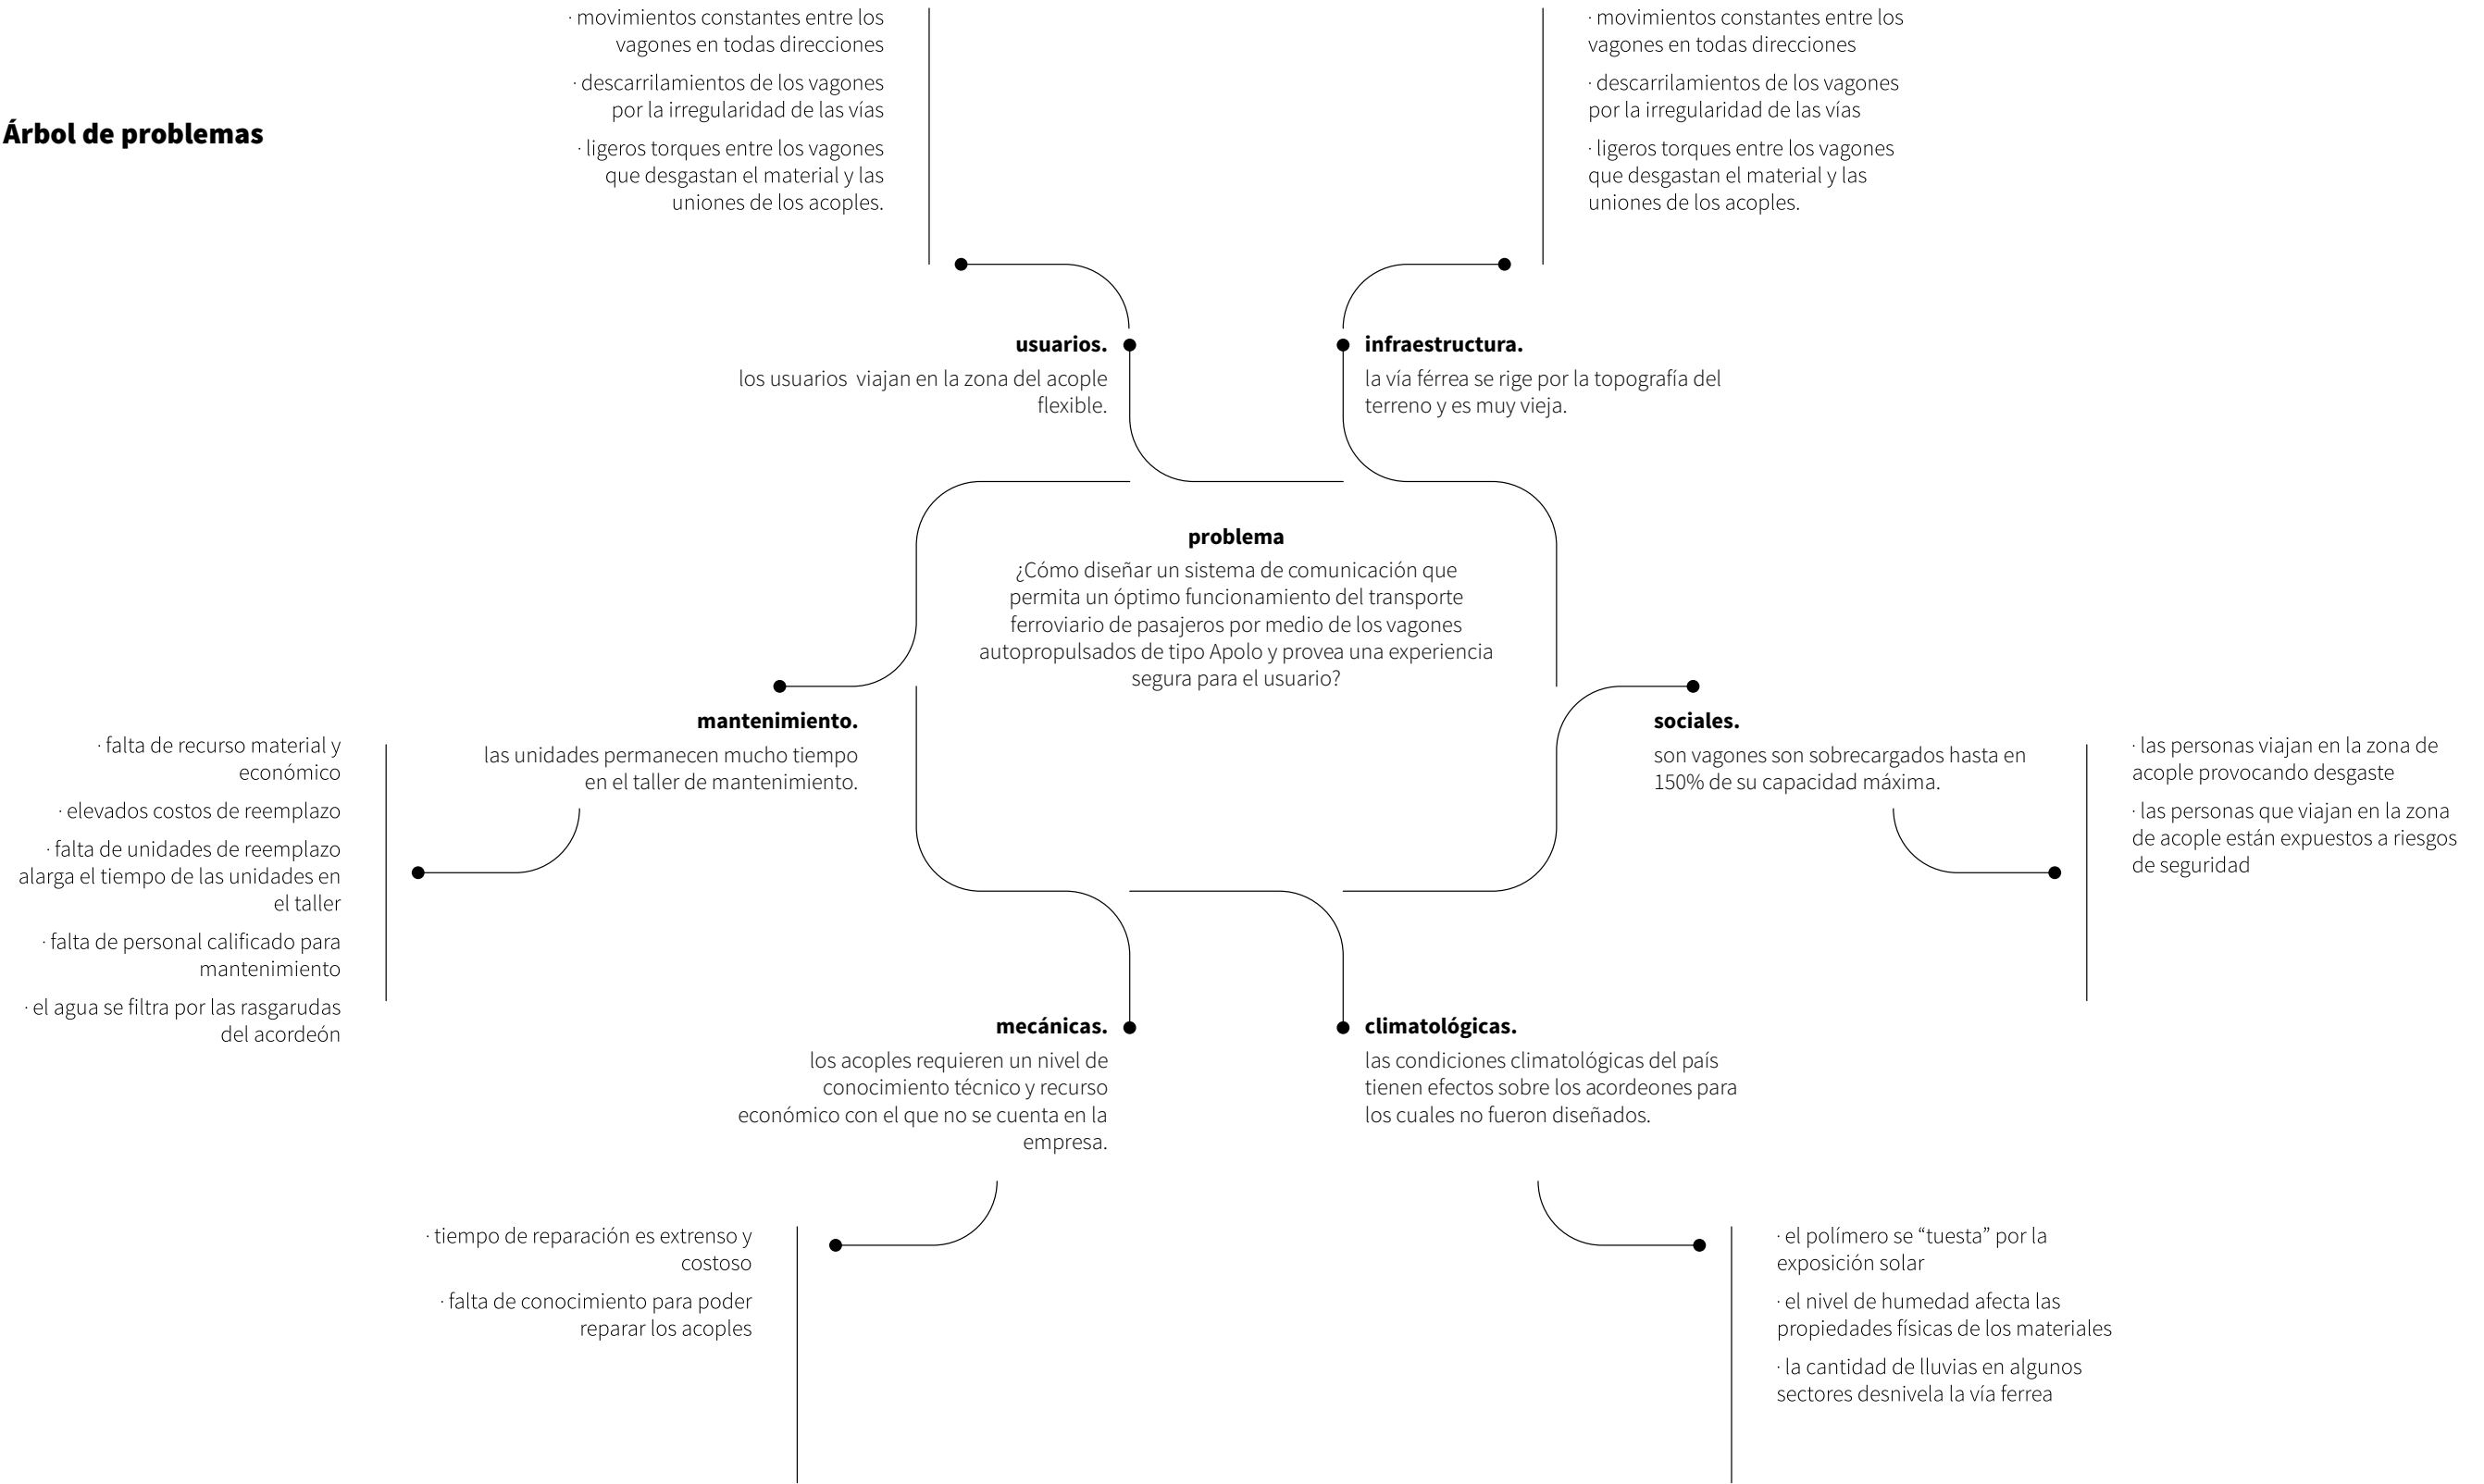 Árbol de problemas
· movimientos constantes entre los
vagones en todas direcciones
· descarrilamientos de los vagones
por la irregularidad de las vías
· ligeros torques entre los vagones
que desgastan el material y las
uniones de los acoples.
· movimientos constantes entre los
vagones en todas direcciones
· descarrilamientos de los vagones
por la irregularidad de las vías
· ligeros torques entre los vagones
que desgastan el material y las
uniones de los acoples.
usuarios.
los usuarios  viajan en la zona del acople
flexible.
infraestructura.
la vía férrea se rige por la topografía del
terreno y es muy vieja.
problema
¿Cómo diseñar un sistema de comunicación que
permita un óptimo funcionamiento del transporte
ferroviario de pasajeros por medio de los vagones
autopropulsados de tipo Apolo y provea una experiencia
segura para el usuario?
mantenimiento.
las unidades permanecen mucho tiempo
en el taller de mantenimiento.
· falta de recurso material y
económico
· elevados costos de reemplazo
· falta de unidades de reemplazo
alarga el tiempo de las unidades en
el taller
· falta de personal calificado para
mantenimiento
· el agua se filtra por las rasgarudas
del acordeón
sociales.
son vagones son sobrecargados hasta en
150% de su capacidad máxima.
· las personas viajan en la zona de
acople provocando desgaste
· las personas que viajan en la zona
de acople están expuestos a riesgos
de seguridad
mecánicas.
los acoples requieren un nivel de
conocimiento técnico y recurso
económico con el que no se cuenta en la
empresa.
climatológicas.
las condiciones climatológicas del país
tienen efectos sobre los acordeones para
los cuales no fueron diseñados.
· tiempo de reparación es extrenso y
costoso
· falta de conocimiento para poder
reparar los acoples
· el polímero se “tuesta” por la
exposición solar
· el nivel de humedad afecta las
propiedades físicas de los materiales
· la cantidad de lluvias en algunos
sectores desnivela la vía ferrea